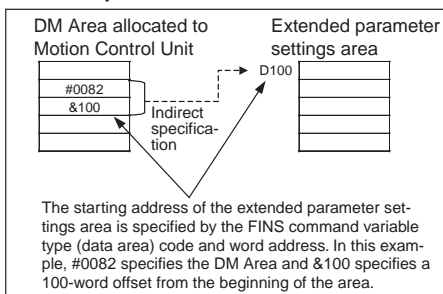 DM Area allocated to
Motion Control Unit
Extended parameter
settings area
#0082
&100
Indirect
specifica-
tion
D100
The starting address of the extended parameter set-
tings area is specified by the FINS command variable
type (data area) code and word address. In this exam-
ple, #0082 specifies the DM Area and &100 specifies a
100-word offset from the beginning of the area.